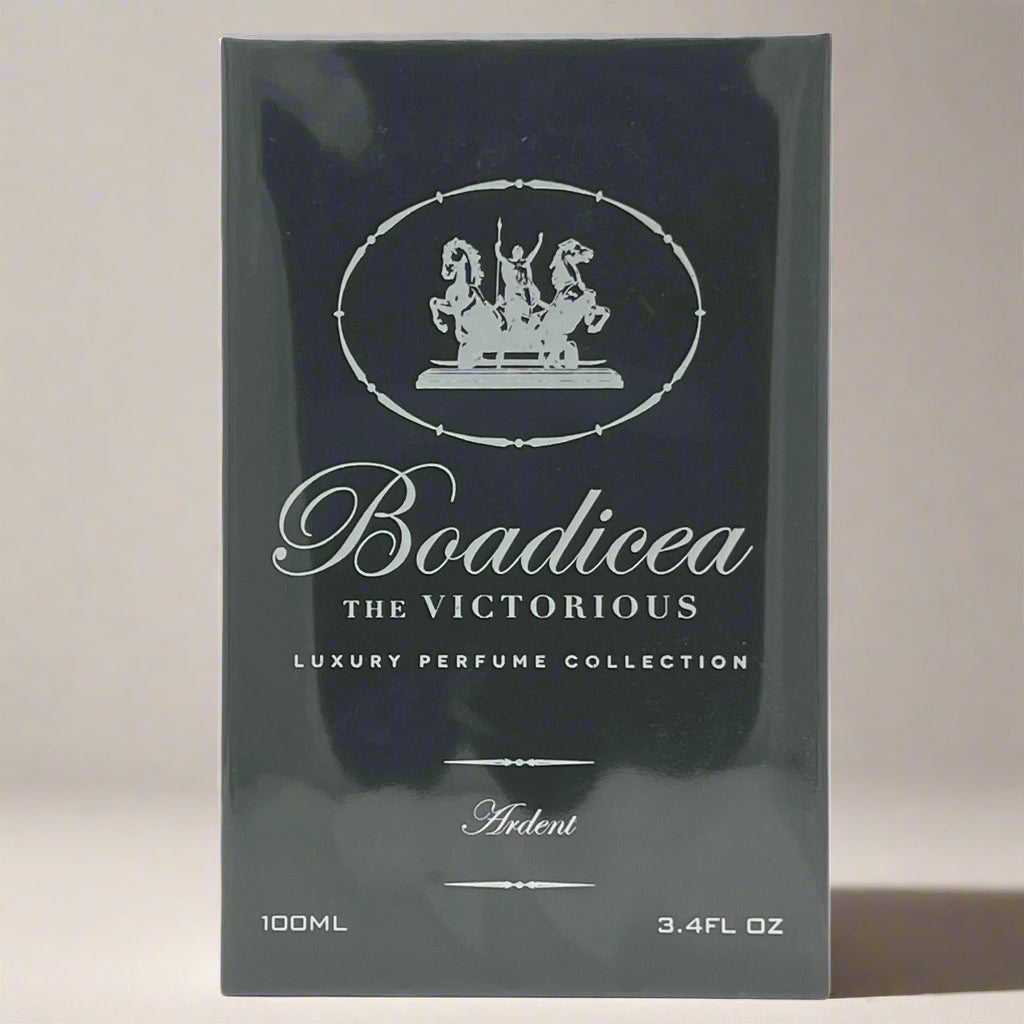 Boadicea
THE VICTORIOUS
LUXURY PERFUME COLLECTION
Ardent
100ML
3.4FL OZ